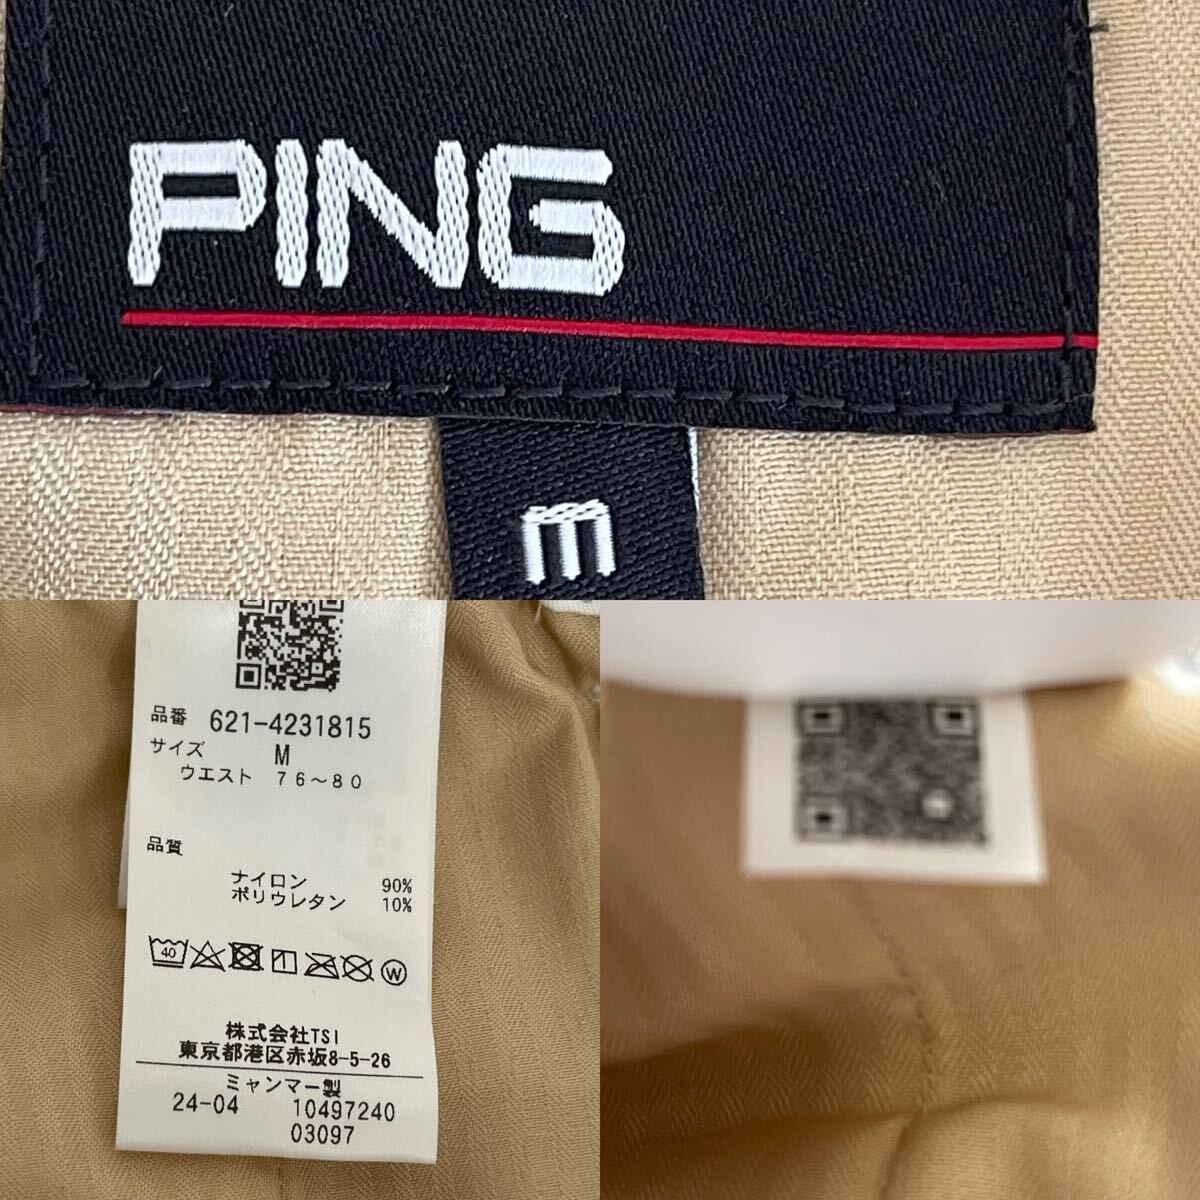 PING
m
品番 621-4231815
サイズ M
ウエスト 76～80
品質
ナイロン 90%
ポリウレタン 10%
40 W
株式会社TSI
東京都港区赤坂8-5-26
ミャンマー製
24-04 10497240
03097